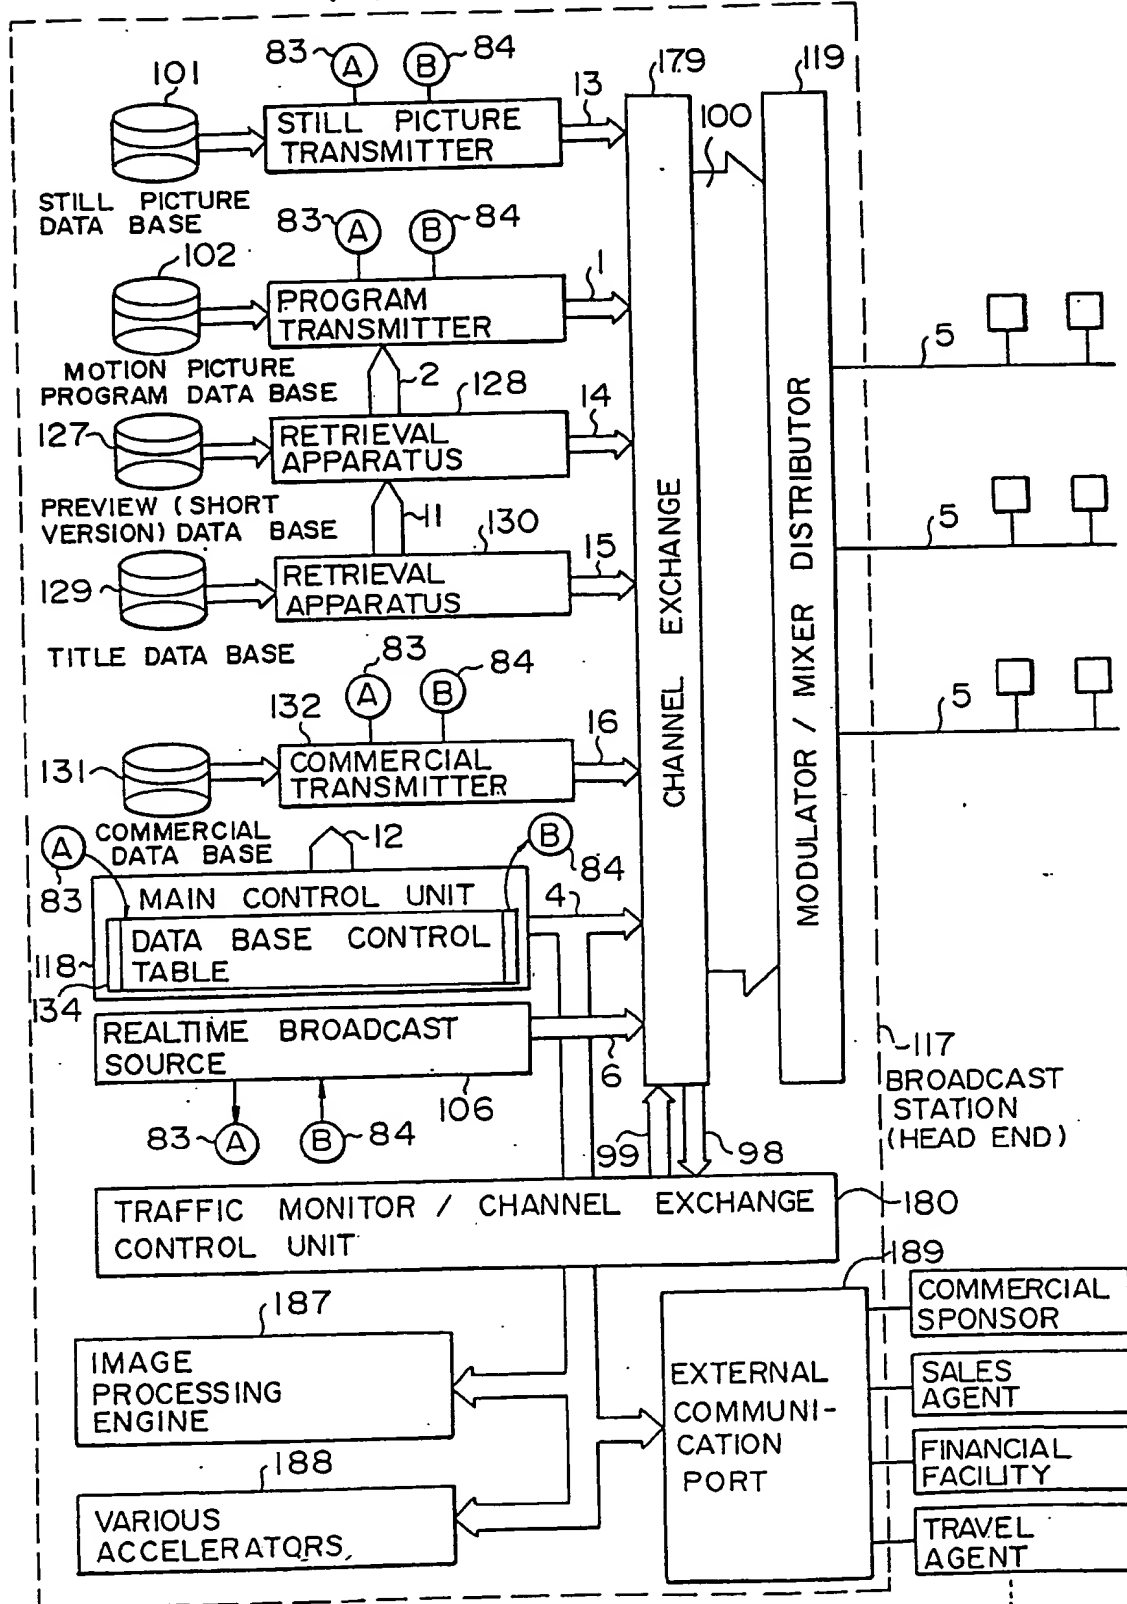 83 A B 84
101
STILL PICTURE
TRANSMITTER
13
179
119
100
STILL PICTURE
DATA BASE
83 A B 84
102
PROGRAM
TRANSMITTER
1
MOTION PICTURE
PROGRAM DATA BASE
2
128
127
RETRIEVAL
APPARATUS
14
PREVIEW (SHORT
VERSION) DATA BASE
11
130
129
RETRIEVAL
APPARATUS
15
TITLE DATA BASE
83
84
A B
132
131
COMMERCIAL
TRANSMITTER
16
COMMERCIAL
DATA BASE
12
A
83
B
84
MAIN CONTROL UNIT
DATA BASE CONTROL
TABLE
118
134
4
REALTIME BROADCAST
SOURCE
106
6
83 A B 84
99
98
CHANNEL EXCHANGE
MODULATOR / MIXER DISTRIBUTOR
5
5
5
117
BROADCAST
STATION
(HEAD END)
TRAFFIC MONITOR / CHANNEL EXCHANGE
CONTROL UNIT
180
187
IMAGE
PROCESSING
ENGINE
188
VARIOUS
ACCELERATORS
189
EXTERNAL
COMMUNI-
CATION
PORT
COMMERCIAL
SPONSOR
SALES
AGENT
FINANCIAL
FACILITY
TRAVEL
AGENT